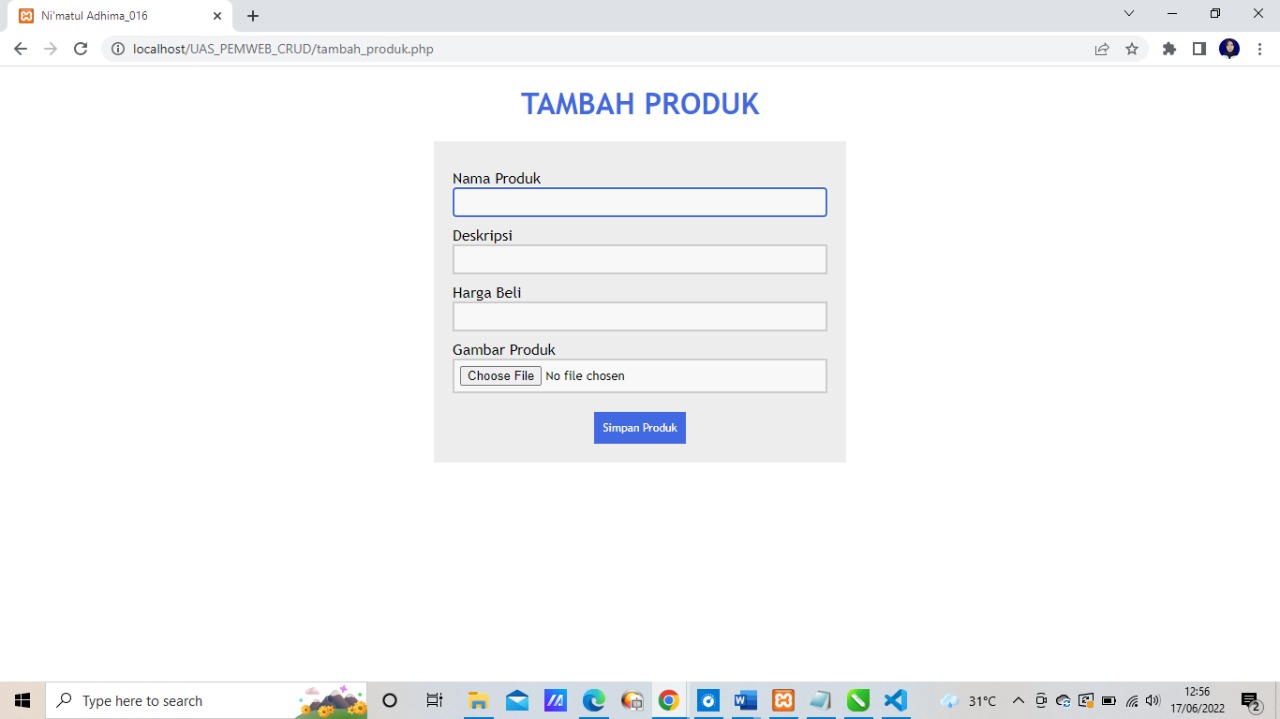 Ni'matul Adhima_016
localhost/UAS_PEMWEB_CRUD/tambah_produk.php
TAMBAH PRODUK
Nama Produk
Deskripsi
Harga Beli
Gambar Produk
Choose File No file chosen
Simpan Produk
Type here to search
31°C
12:56
17/06/2022
2